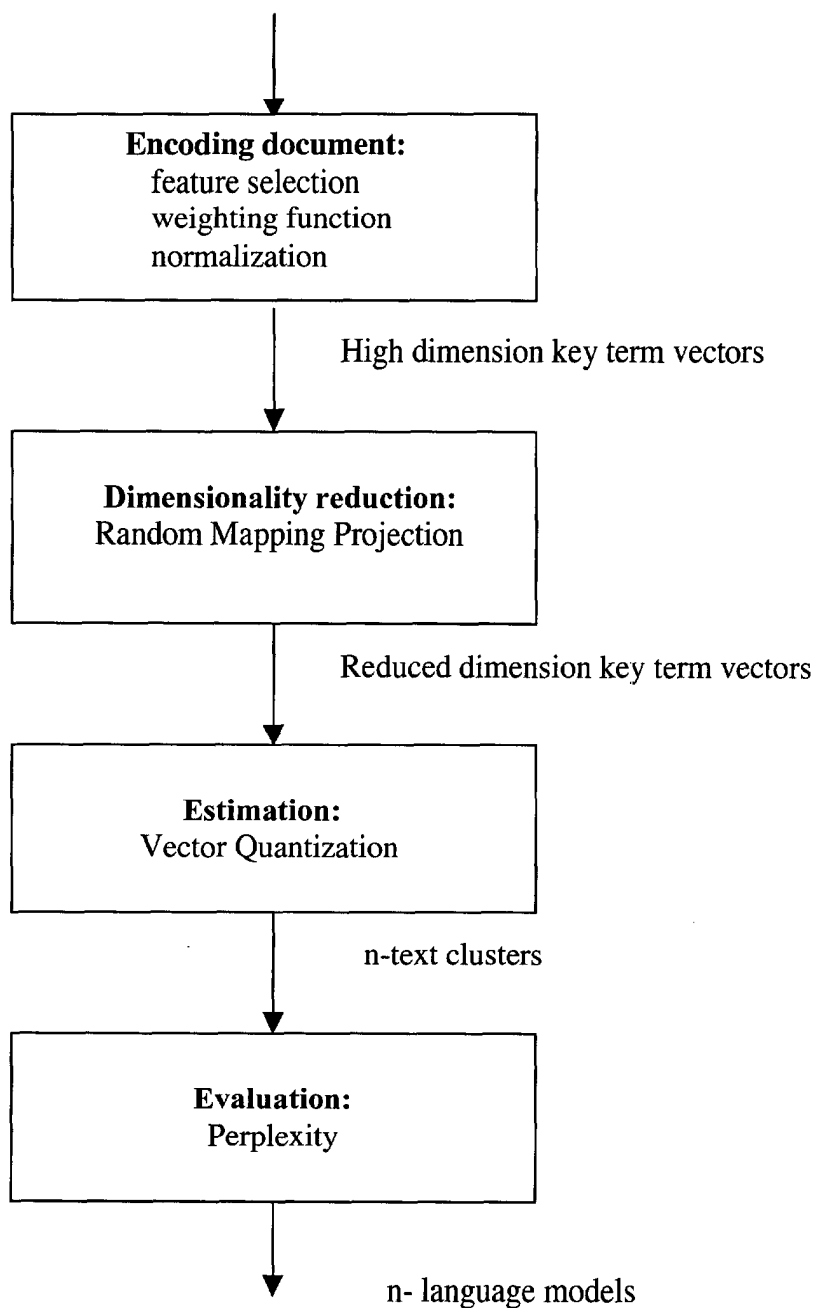 Encoding document:
feature selection
weighting function
normalization
High dimension key term vectors
Dimensionality reduction:
Random Mapping Projection
Reduced dimension key term vectors
Estimation:
Vector Quantization
n-text clusters
Evaluation:
Perplexity
n- language models